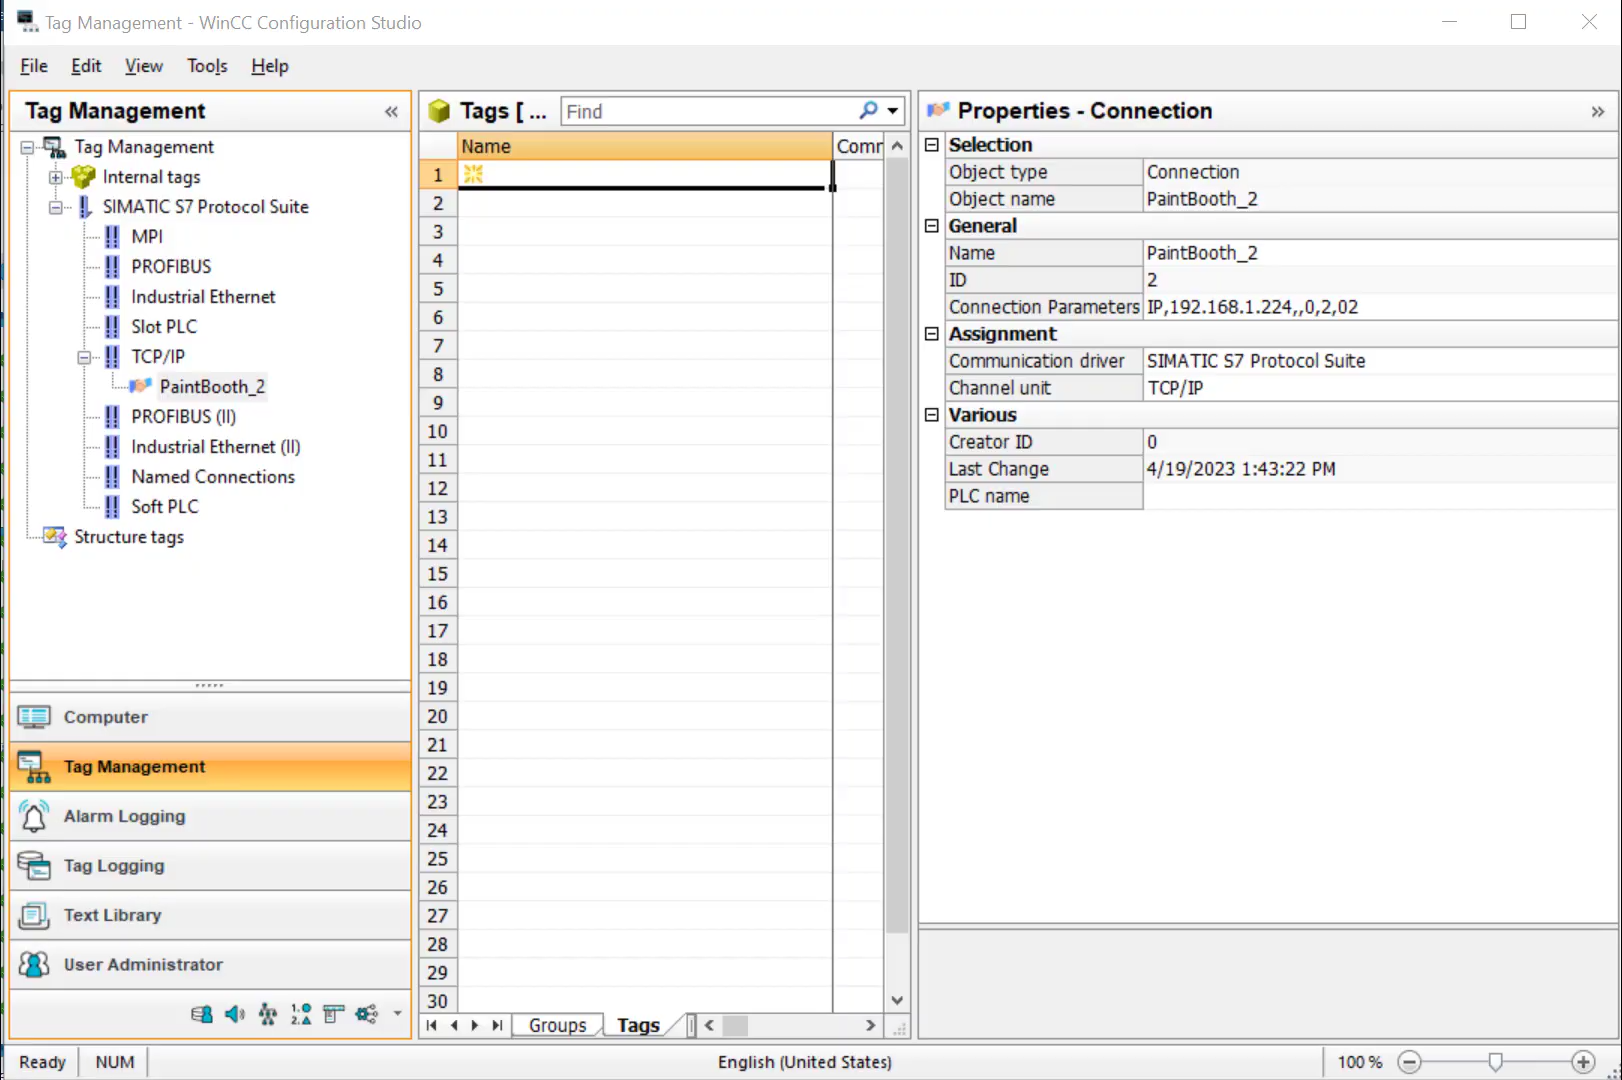 Tag Management - WinCC Configuration Studio
File Edit View Tools Help
Tag Management «
Tag Management
Internal tags
SIMATIC S7 Protocol Suite
MPI
PROFIBUS
Industrial Ethernet
Slot PLC
TCP/IP
PaintBooth_2
PROFIBUS (II)
Industrial Ethernet (II)
Named Connections
Soft PLC
Structure tags
Computer
Tag Management
Alarm Logging
Tag Logging
Text Library
User Administrator
Tags [ ... Find
Name Comr
1
2
3
4
5
6
7
8
9
10
11
12
13
14
15
16
17
18
19
20
21
22
23
24
25
26
27
28
29
30
Groups Tags
Properties - Connection »
Selection
Object type Connection
Object name PaintBooth_2
General
Name PaintBooth_2
ID 2
Connection Parameters IP,192.168.1.224,,0,2,02
Assignment
Communication driver SIMATIC S7 Protocol Suite
Channel unit TCP/IP
Various
Creator ID 0
Last Change 4/19/2023 1:43:22 PM
PLC name
Ready NUM English (United States) 100 %